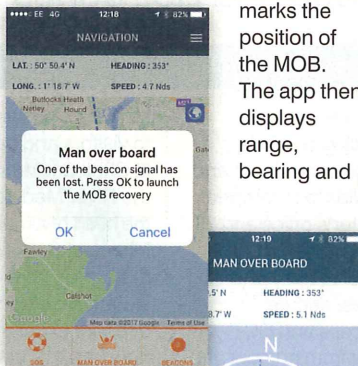 EE 4G 12:18 82%
NAVIGATION
LAT. : 50° 50.4' N HEADING : 353°
LONG. : 1° 18.7' W SPEED : 4.7 Nds
Butlocks Heath
Netley Hound
M27
Gate
Man over board
One of the beacon signal has
been lost. Press OK to launch
the MOB recovery
OK Cancel
Fawley
Calshot
Google Map data ©2017 Google Terms of Use
SOS MAN OVER BOARD BEACONS
marks the
position of
the MOB.
The app then
displays
range,
bearing and
12:19 82%
MAN OVER BOARD
.5' N HEADING : 353°
8.7' W SPEED : 5.1 Nds
N